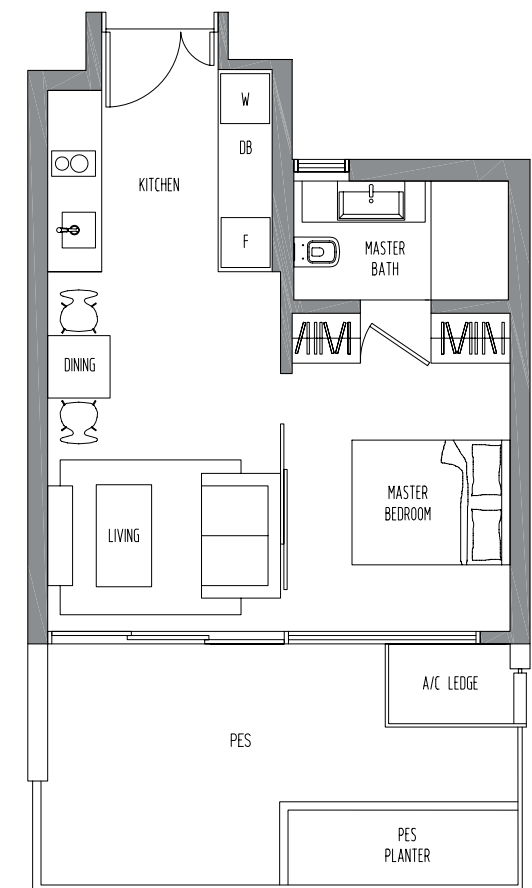 W
DB
KITCHEN
F
MASTER
BATH
DINING
MASTER
BEDROOM
LIVING
A/C LEDGE
PES
PES
PLANTER